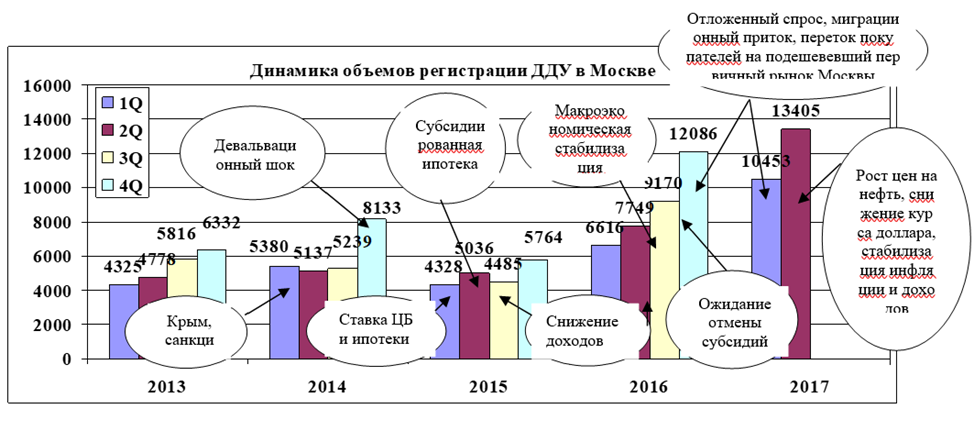 Отложенный спрос, миграции
онный приток, переток поку
пателей на подешевевший пер
вичный рынок Москвы
Динамика объемов регистрации ДДУ в Москве
16000
14000
12000
10000
8000
6000
4000
2000
0
1Q
2Q
3Q
4Q
Девальваци
онный шок
Субсидии
рованная
ипотека
Макроэко
номическая
стабилиза
ция
Рост цен на
нефть, сни
жение кур
са доллара,
стабилиза
ция инфля
ции и дохо
дов
4325
4778
5816
6332
5380
5137
5239
8133
4328
5036
4485
5764
6616
7749
9170
12086
10453
13405
Крым,
санкци
Ставка ЦБ
и ипотеки
Снижение
доходов
Ожидание
отмены
субсидий
2013
2014
2015
2016
2017